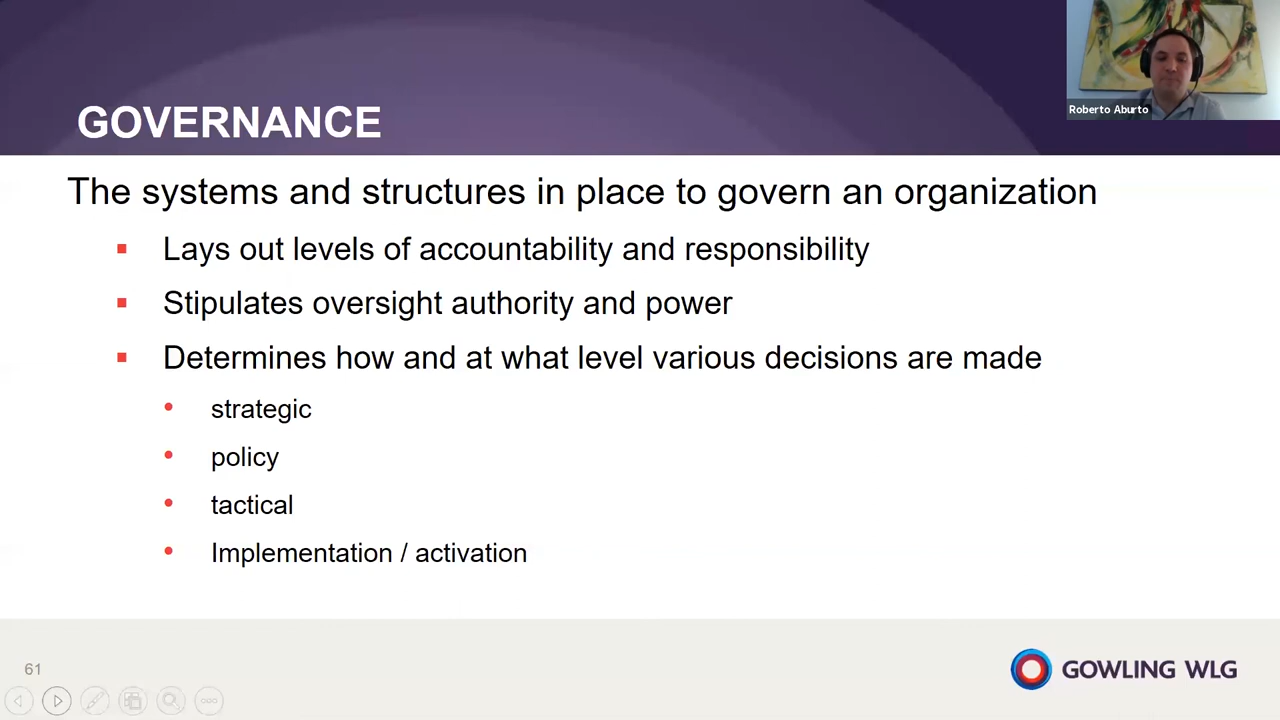 GOVERNANCE
Roberto Aburto
The systems and structures in place to govern an organization
Lays out levels of accountability and responsibility
Stipulates oversight authority and power
Determines how and at what level various decisions are made
strategic
policy
tactical
Implementation / activation
61
GOWLING WLG